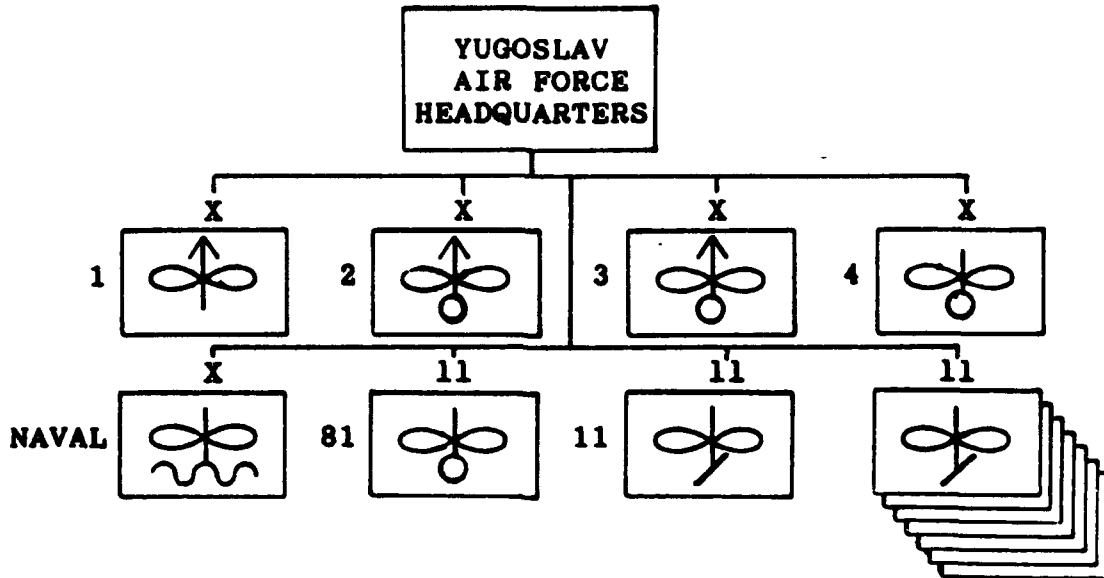 YUGOSLAV
AIR FORCE
HEADQUARTERS
X X X X
1 2 3 4
X 11 11 11
NAVAL 81 11